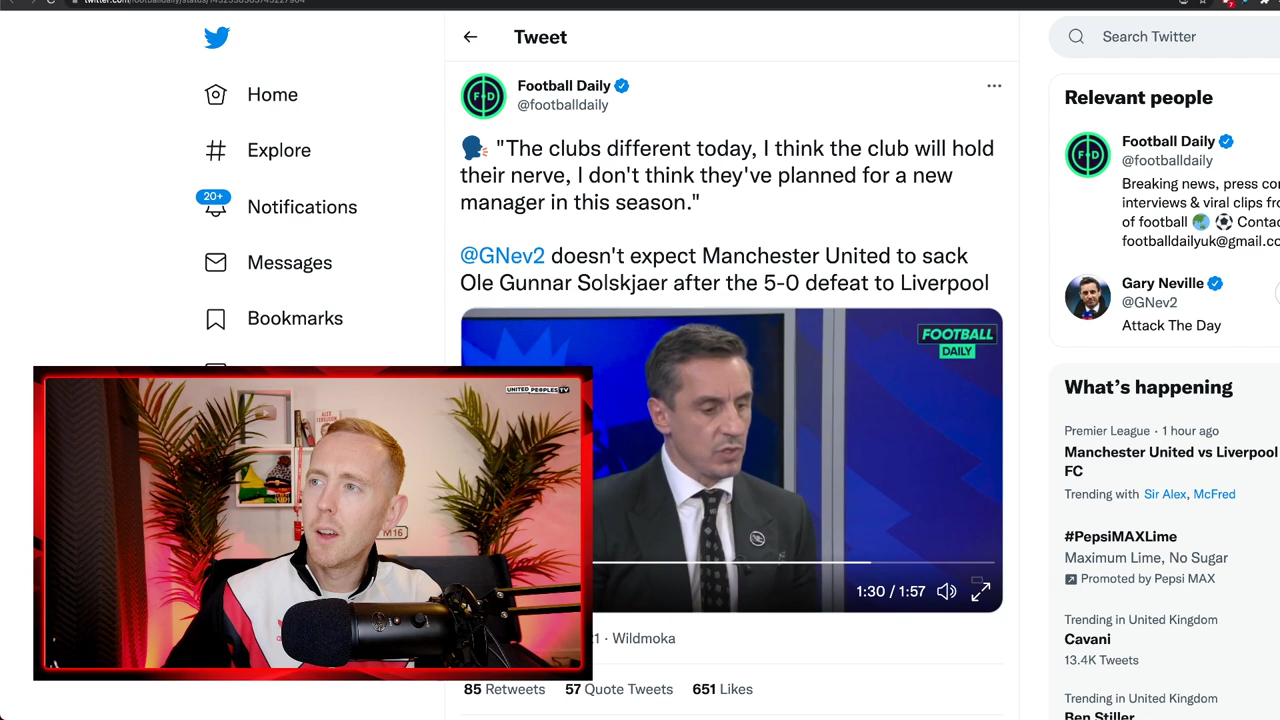 Tweet
Search Twitter
Home
Explore
20+
Notifications
Messages
Bookmarks
F D
Football Daily
@footballdaily
"The clubs different today, I think the club will hold
their nerve, I don't think they've planned for a new
manager in this season."
@GNev2 doesn't expect Manchester United to sack
Ole Gunnar Solskjaer after the 5-0 defeat to Liverpool
FOOTBALL
DAILY
1:30 / 1:57
UNITED PEOPLES TV
M16
· Wildmoka
85 Retweets 57 Quote Tweets 651 Likes
Relevant people
F D
Football Daily
@footballdaily
Breaking news, press con
interviews & viral clips fro
of football Contac
footballdailyuk@gmail.co
Gary Neville
@GNev2
Attack The Day
What's happening
Premier League · 1 hour ago
Manchester United vs Liverpool
FC
Trending with Sir Alex, McFred
#PepsiMAXLime
Maximum Lime, No Sugar
Promoted by Pepsi MAX
Trending in United Kingdom
Cavani
13.4K Tweets
Trending in United Kingdom
Ben Stiller